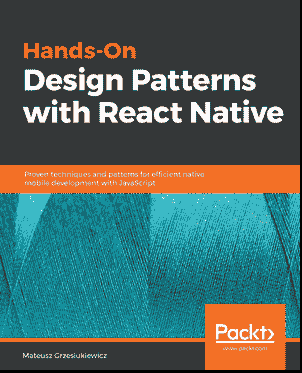 Hands-On
Design Patterns
with React Native
Proven techniques and patterns for efficient native
mobile development with JavaScript
Packt>
www.packt.com
Mateusz Grzesiukiewicz